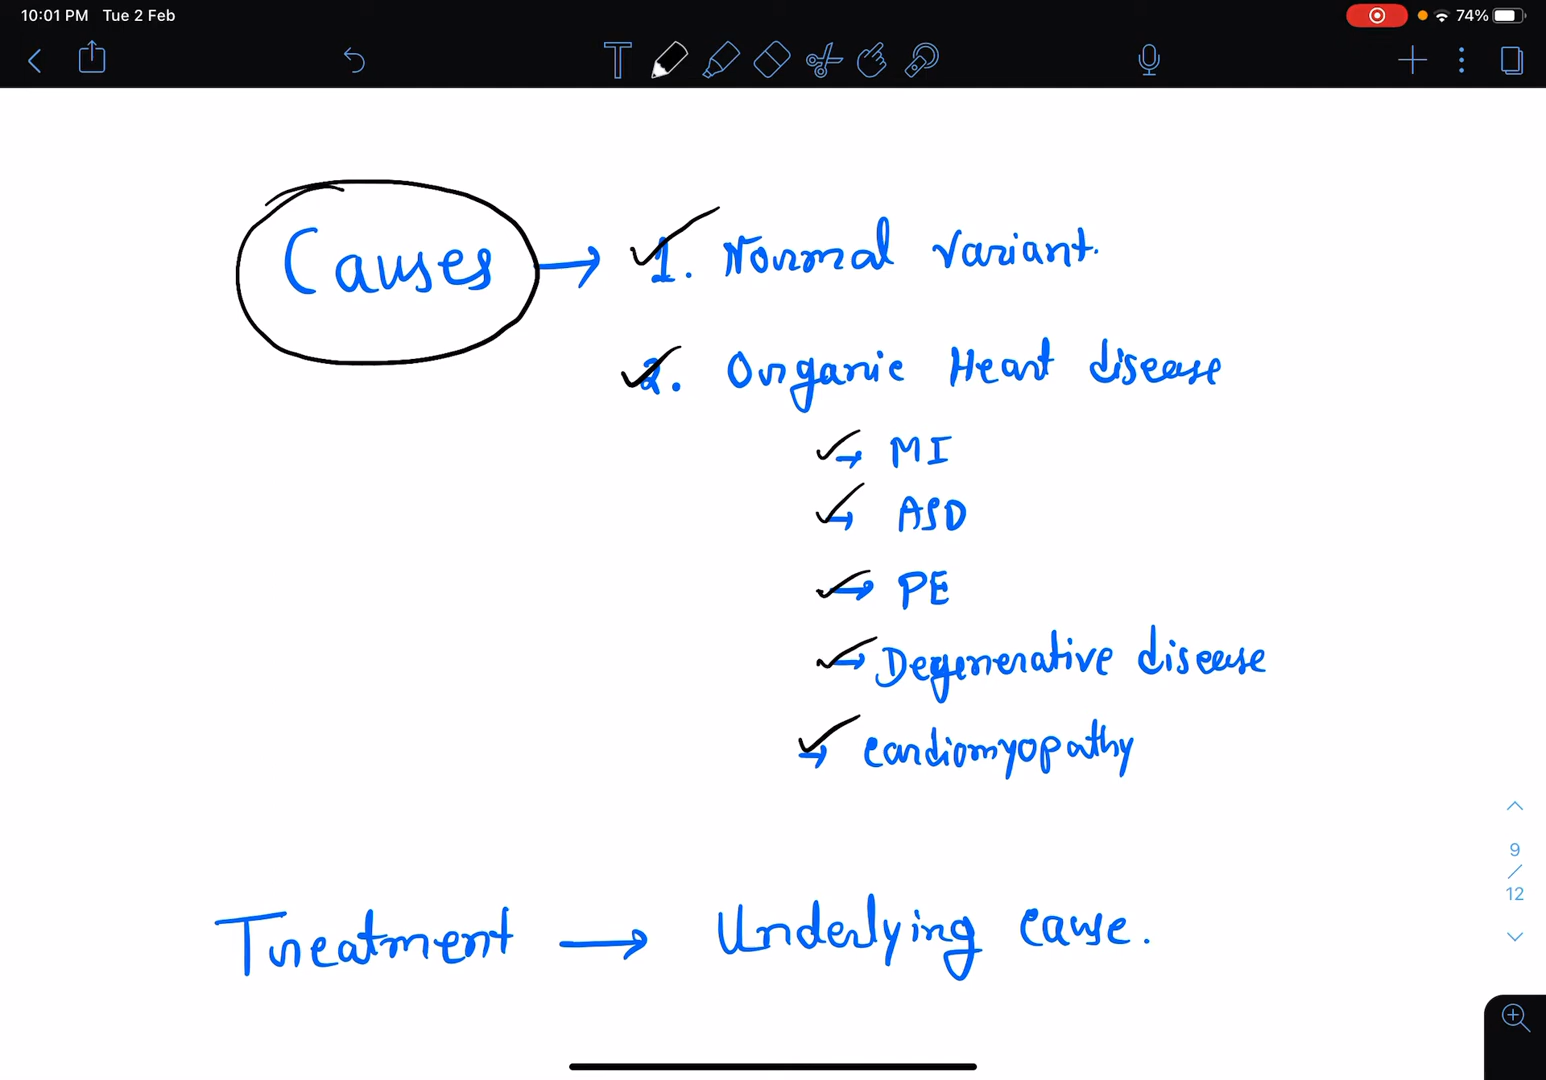 10:01 PM Tue 2 Feb 74%
Causes → 1. Normal variant.
2. Organic Heart disease
→ MI
→ ASD
→ PE
→ Degenerative disease
→ cardiomyopathy
9
/
12
Treatment → Underlying cause.